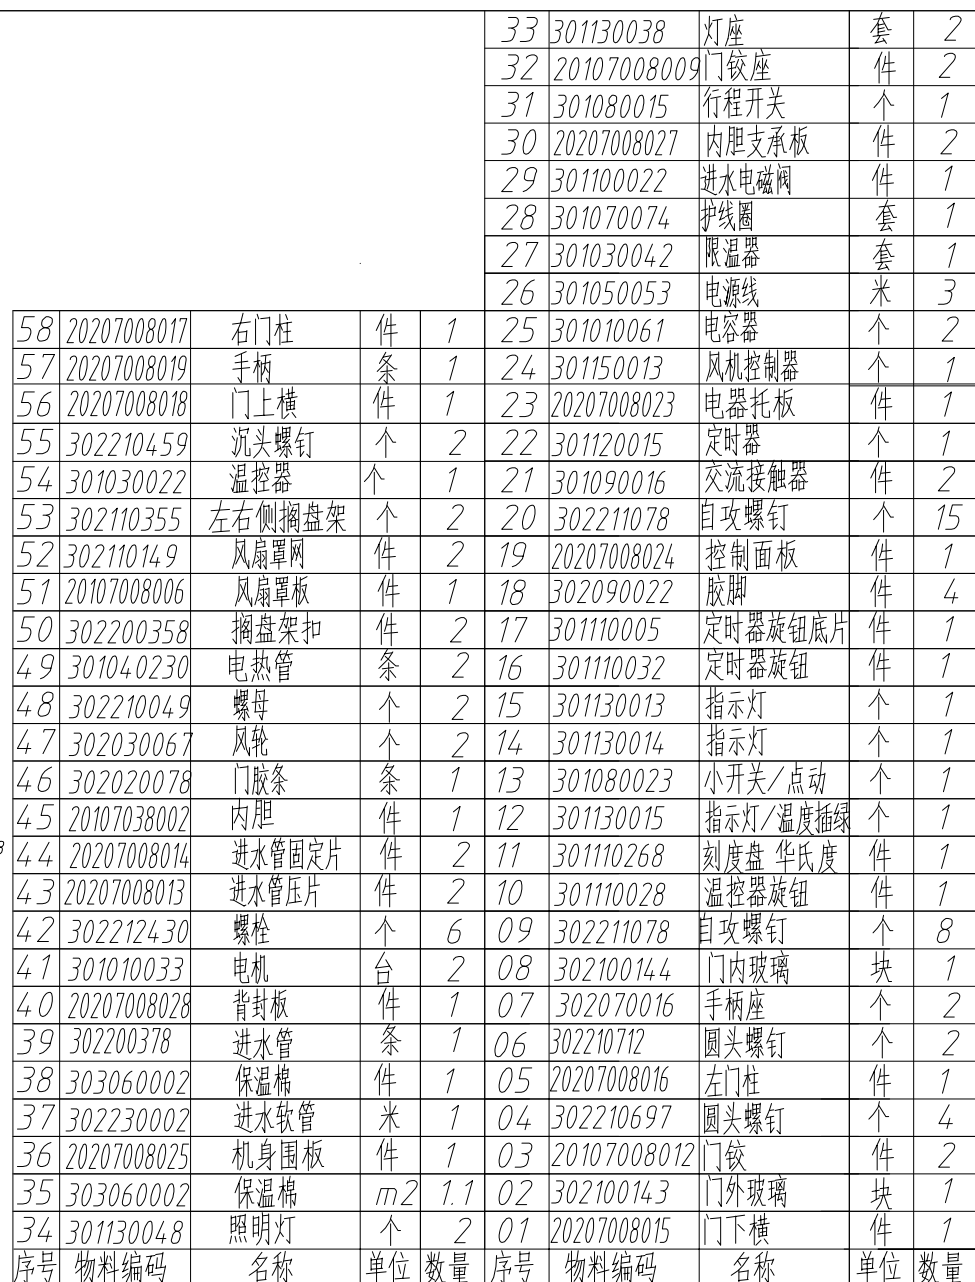 33 301130038 灯座 套 2
32 20107008009 门铰座 件 2
31 301080015 行程开关 个 1
30 20207008027 内胆支承板 件 2
29 301100022 进水电磁阀 件 1
28 301070074 护线圈 套 1
27 301030042 限温器 套 1
26 301050053 电源线 米 3
58 20207008017 右门柱 件 1 25 301010061 电容器 个 2
57 20207008019 手柄 条 1 24 301150013 风机控制器 个 1
56 20207008018 门上横 件 1 23 20207008023 电器托板 件 1
55 302210459 沉头螺钉 个 2 22 301120015 定时器 个 1
54 301030022 温控器 个 1 21 301090016 交流接触器 件 2
53 302110355 左右侧搁盘架 个 2 20 302211078 自攻螺钉 个 15
52 302110149 风扇罩网 件 2 19 20207008024 控制面板 件 1
51 20107008006 风扇罩板 件 1 18 302090022 胶脚 件 4
50 302200358 搁盘架扣 件 2 17 301110005 定时器旋钮底片 件 1
49 301040230 电热管 条 2 16 301110032 定时器旋钮 件 1
48 302210049 螺母 个 2 15 301130013 指示灯 个 1
47 302030067 风轮 个 2 14 301130014 指示灯 个 1
46 302020078 门胶条 条 1 13 301080023 小开关/点动 个 1
45 20107038002 内胆 件 1 12 301130015 指示灯/温度插绿 个 1
44 20207008014 进水管固定片 件 2 11 301110268 刻度盘 华氏度 件 1
43 20207008013 进水管压片 件 2 10 301110028 温控器旋钮 件 1
42 302212430 螺栓 个 6 09 302211078 自攻螺钉 个 8
41 301010033 电机 台 2 08 302100144 门内玻璃 块 1
40 20207008028 背封板 件 1 07 302070016 手柄座 个 2
39 302200378 进水管 条 1 06 302210712 圆头螺钉 个 2
38 303060002 保温棉 件 1 05 20207008016 左门柱 件 1
37 302230002 进水软管 米 1 04 302210697 圆头螺钉 个 4
36 20207008025 机身围板 件 1 03 20107008012 门铰 件 2
35 303060002 保温棉 m2 1.1 02 302100143 门外玻璃 块 1
34 301130048 照明灯 个 2 01 20207008015 门下横 件 1
序号 物料编码 名称 单位 数量 序号 物料编码 名称 单位 数量